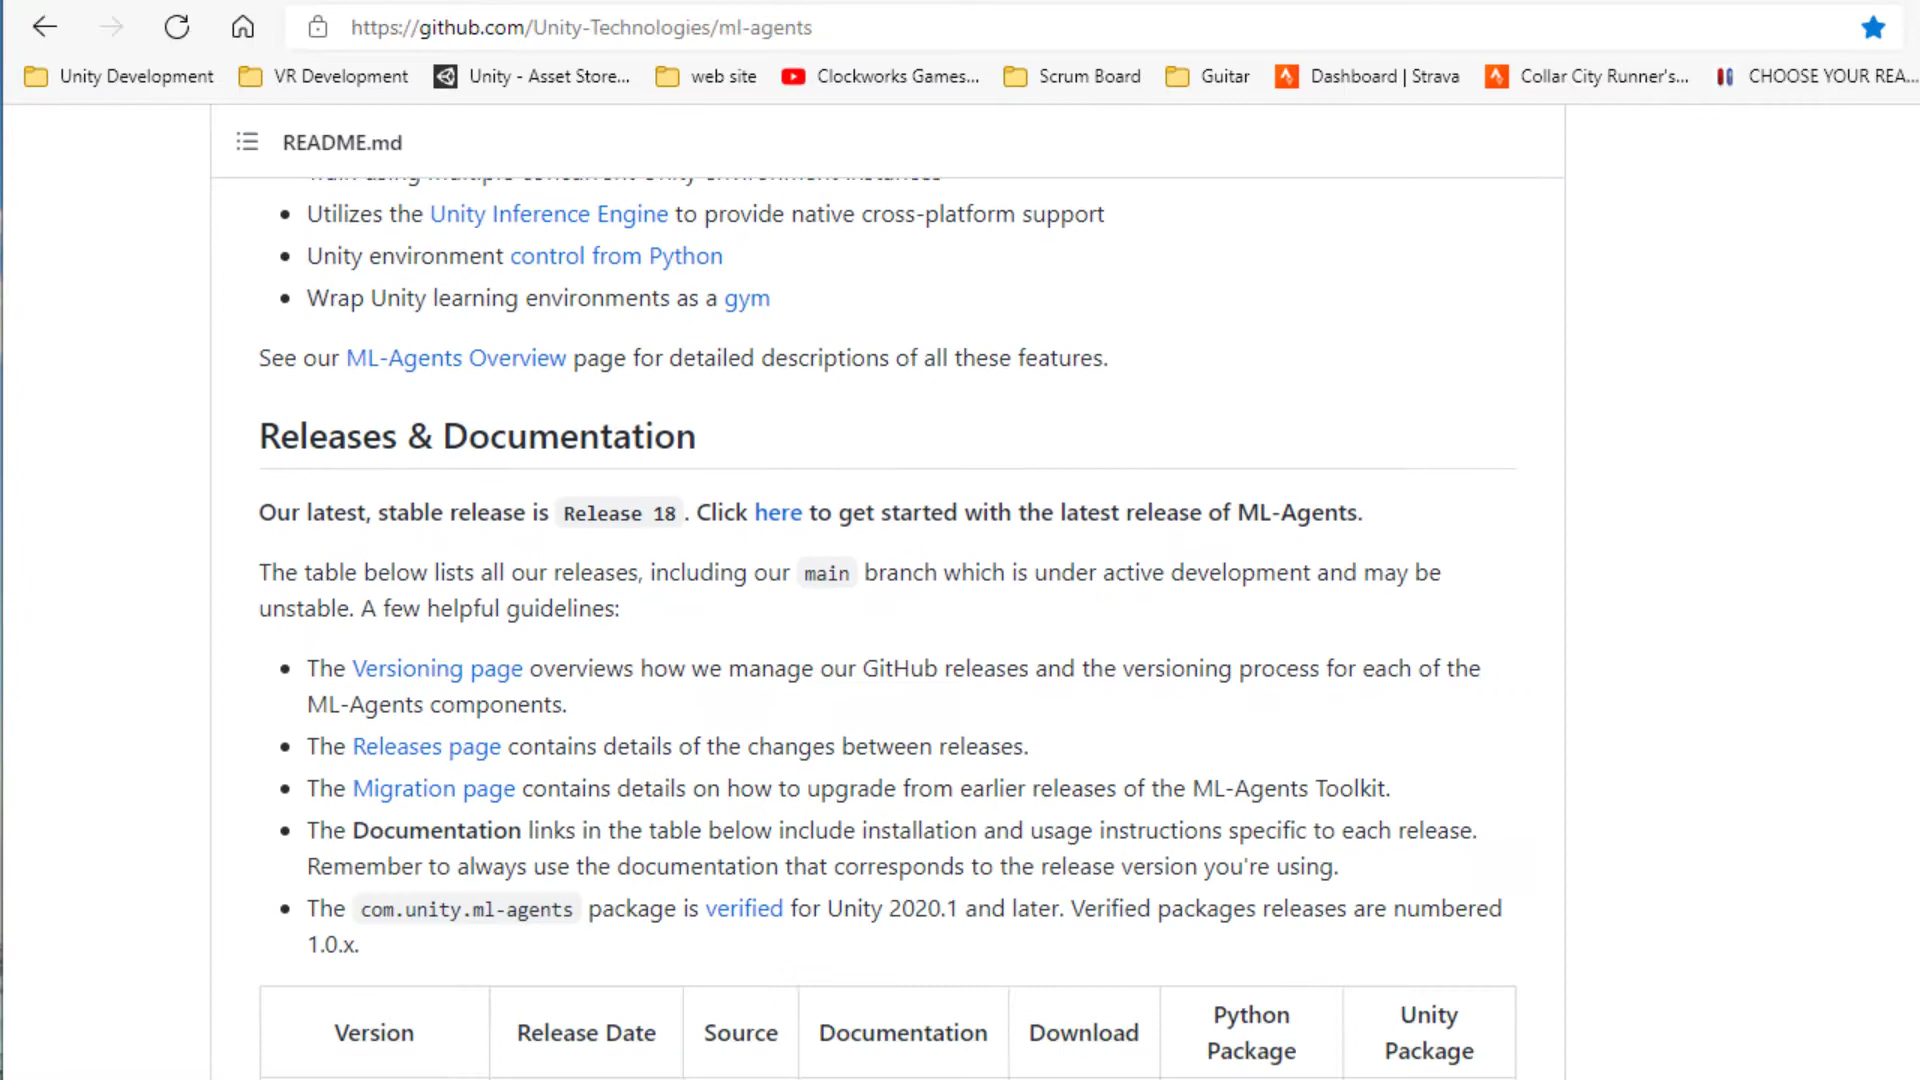 https://github.com/Unity-Technologies/ml-agents
Unity Development VR Development Unity - Asset Store... web site Clockworks Games... Scrum Board Guitar Dashboard | Strava Collar City Runner's... CHOOSE YOUR REA...
README.md
Utilizes the Unity Inference Engine to provide native cross-platform support
Unity environment control from Python
Wrap Unity learning environments as a gym
See our ML-Agents Overview page for detailed descriptions of all these features.
Releases & Documentation
Our latest, stable release is Release 18. Click here to get started with the latest release of ML-Agents.
The table below lists all our releases, including our main branch which is under active development and may be
unstable. A few helpful guidelines:
The Versioning page overviews how we manage our GitHub releases and the versioning process for each of the
ML-Agents components.
The Releases page contains details of the changes between releases.
The Migration page contains details on how to upgrade from earlier releases of the ML-Agents Toolkit.
The Documentation links in the table below include installation and usage instructions specific to each release.
Remember to always use the documentation that corresponds to the release version you're using.
The com.unity.ml-agents package is verified for Unity 2020.1 and later. Verified packages releases are numbered
1.0.x.
Version Release Date Source Documentation Download Python Package Unity Package